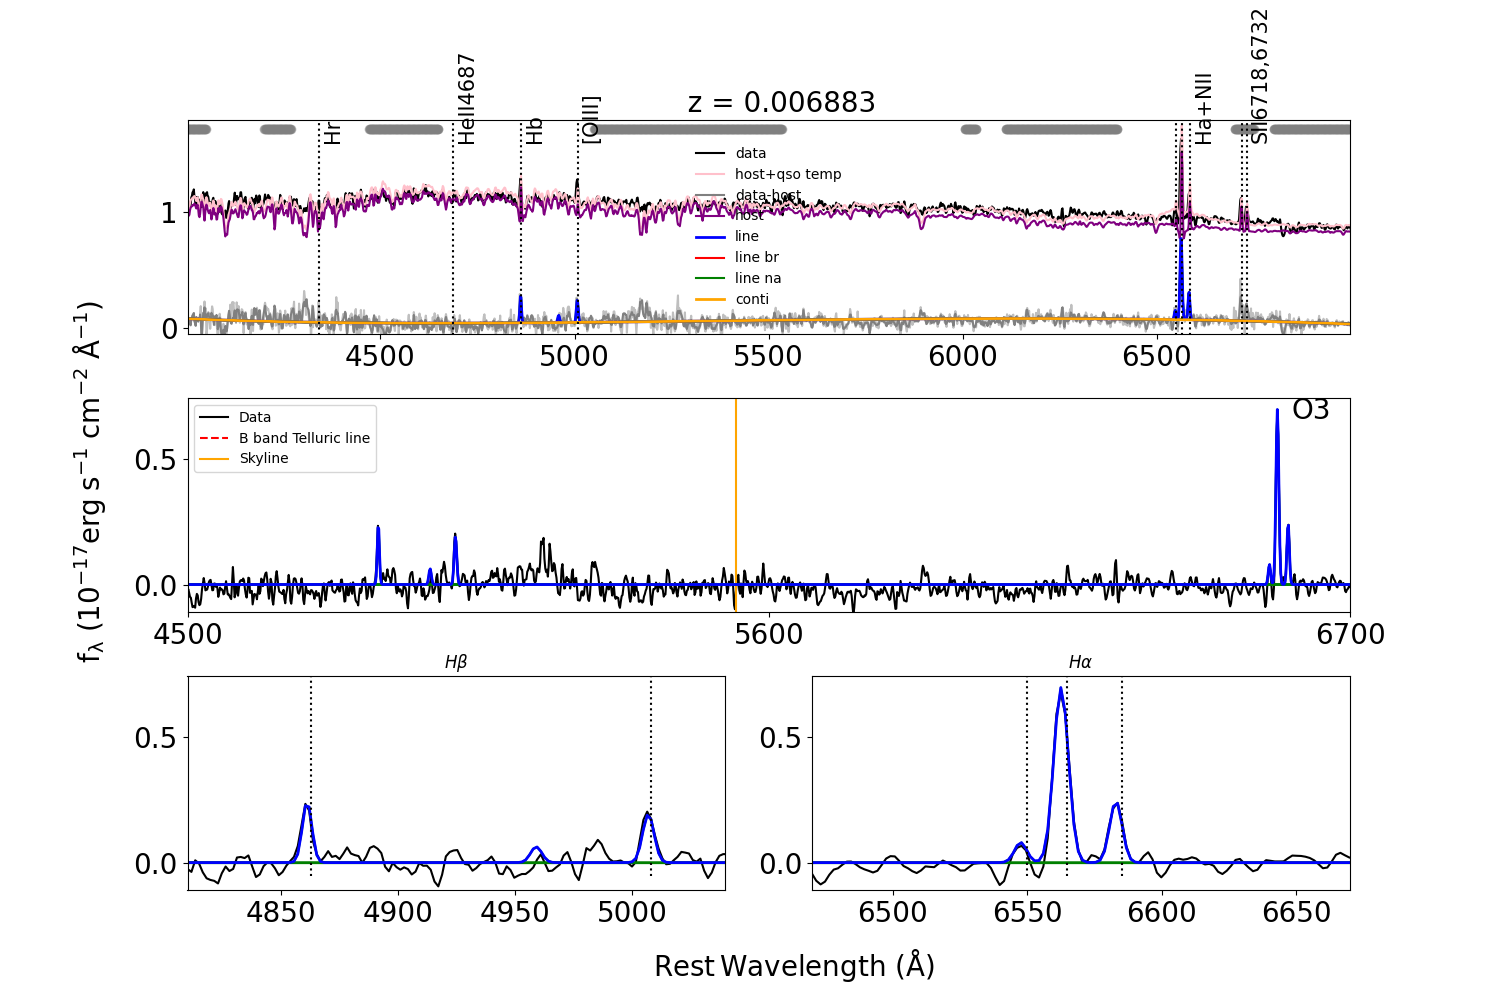 z = 0.006883
Hr
HeII4687
Hb
[OIII]
Ha+NII
SII6718,6732
data
host+qso temp
data-host
host
line
line br
line na
conti
1
0
4500 5000 5500 6000 6500
fλ (10−17erg s−1 cm−2 Å−1)
Data
B band Telluric line
Skyline
O3
0.5
0.0
4500 5600 6700
Hβ
0.5
0.0
4850 4900 4950 5000
Hα
0.5
0.0
6500 6550 6600 6650
Rest Wavelength (Å)